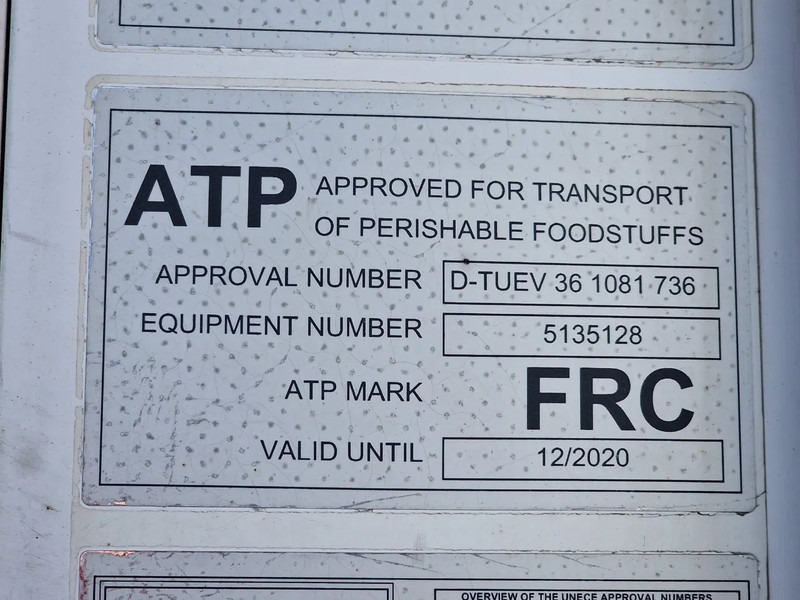 ATP APPROVED FOR TRANSPORT
OF PERISHABLE FOODSTUFFS
APPROVAL NUMBER D-TUEV 36 1081 736
EQUIPMENT NUMBER 5135128
ATP MARK FRC
VALID UNTIL 12/2020
OVERVIEW OF THE UNECE APPROVAL NUMBERS